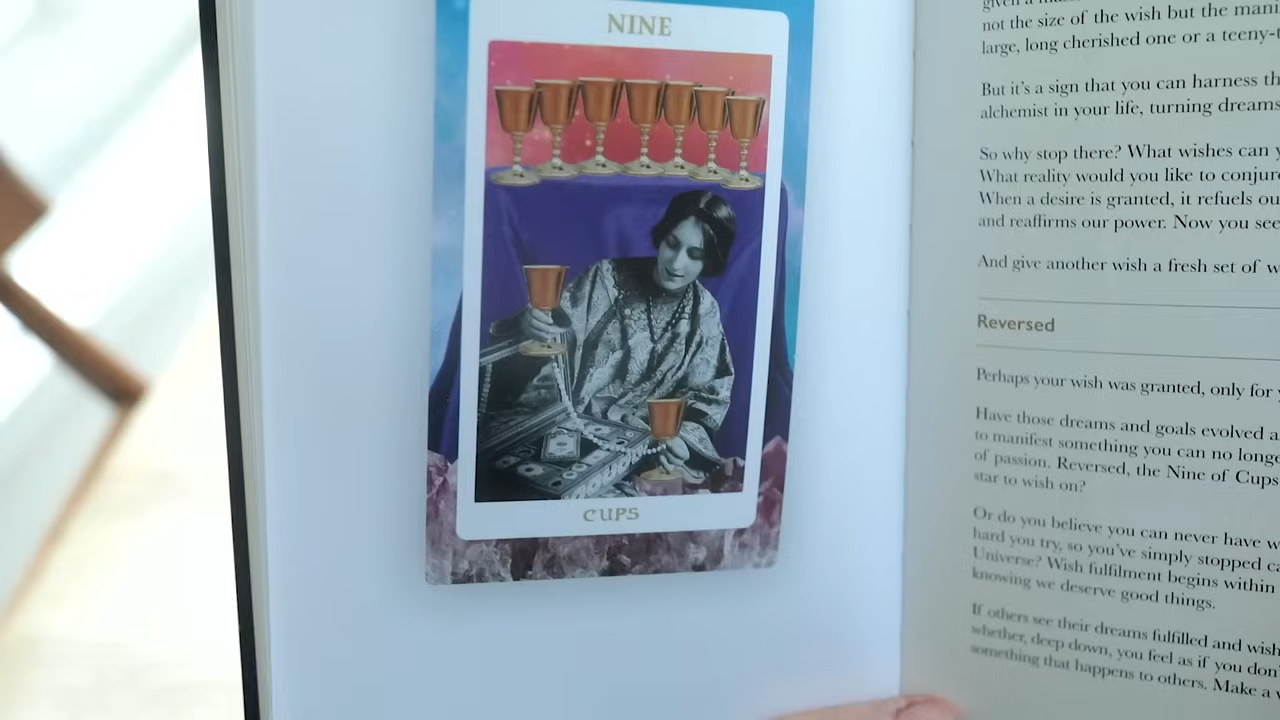 NINE
CUPS
not the size of the wish but the mani
large, long cherished one or a teeny-t
But it's a sign that you can harness th
alchemist in your life, turning dreams
So why stop there? What wishes can y
What reality would you like to conjure
When a desire is granted, it refuels ou
and reaffirms our power. Now you see
And give another wish a fresh set of w
Reversed
Perhaps your wish was granted, only for y
Have those dreams and goals evolved a
to manifest something you can no longe
of passion. Reversed, the Nine of Cups
star to wish on?
Or do you believe you can never have w
hard you try, so you've simply stopped ca
Universe? Wish fulfilment begins within
knowing we deserve good things.
If others see their dreams fulfilled and wish
whether, deep down, you feel as if you don'
something that happens to others. Make a w